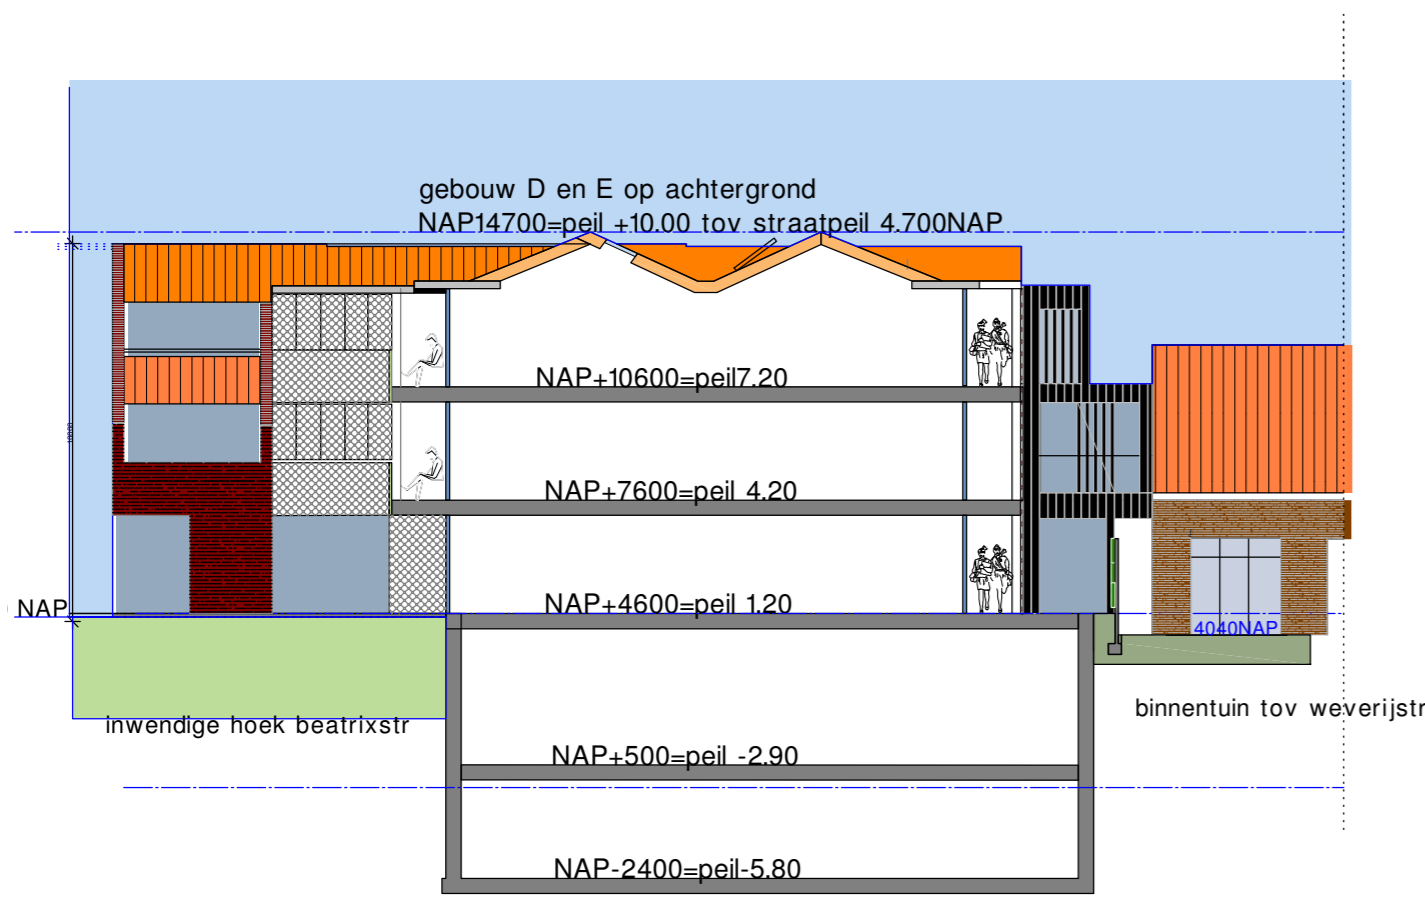 gebouw D en E op achtergrond
NAP14700=peil +10.00 tov straatpeil 4.700NAP
NAP+10600=peil7.20
NAP+7600=peil 4.20
NAP
NAP+4600=peil 1.20
4040NAP
inwendige hoek beatrixstr
binnentuin tov weverijstr
NAP+500=peil -2.90
NAP-2400=peil-5.80